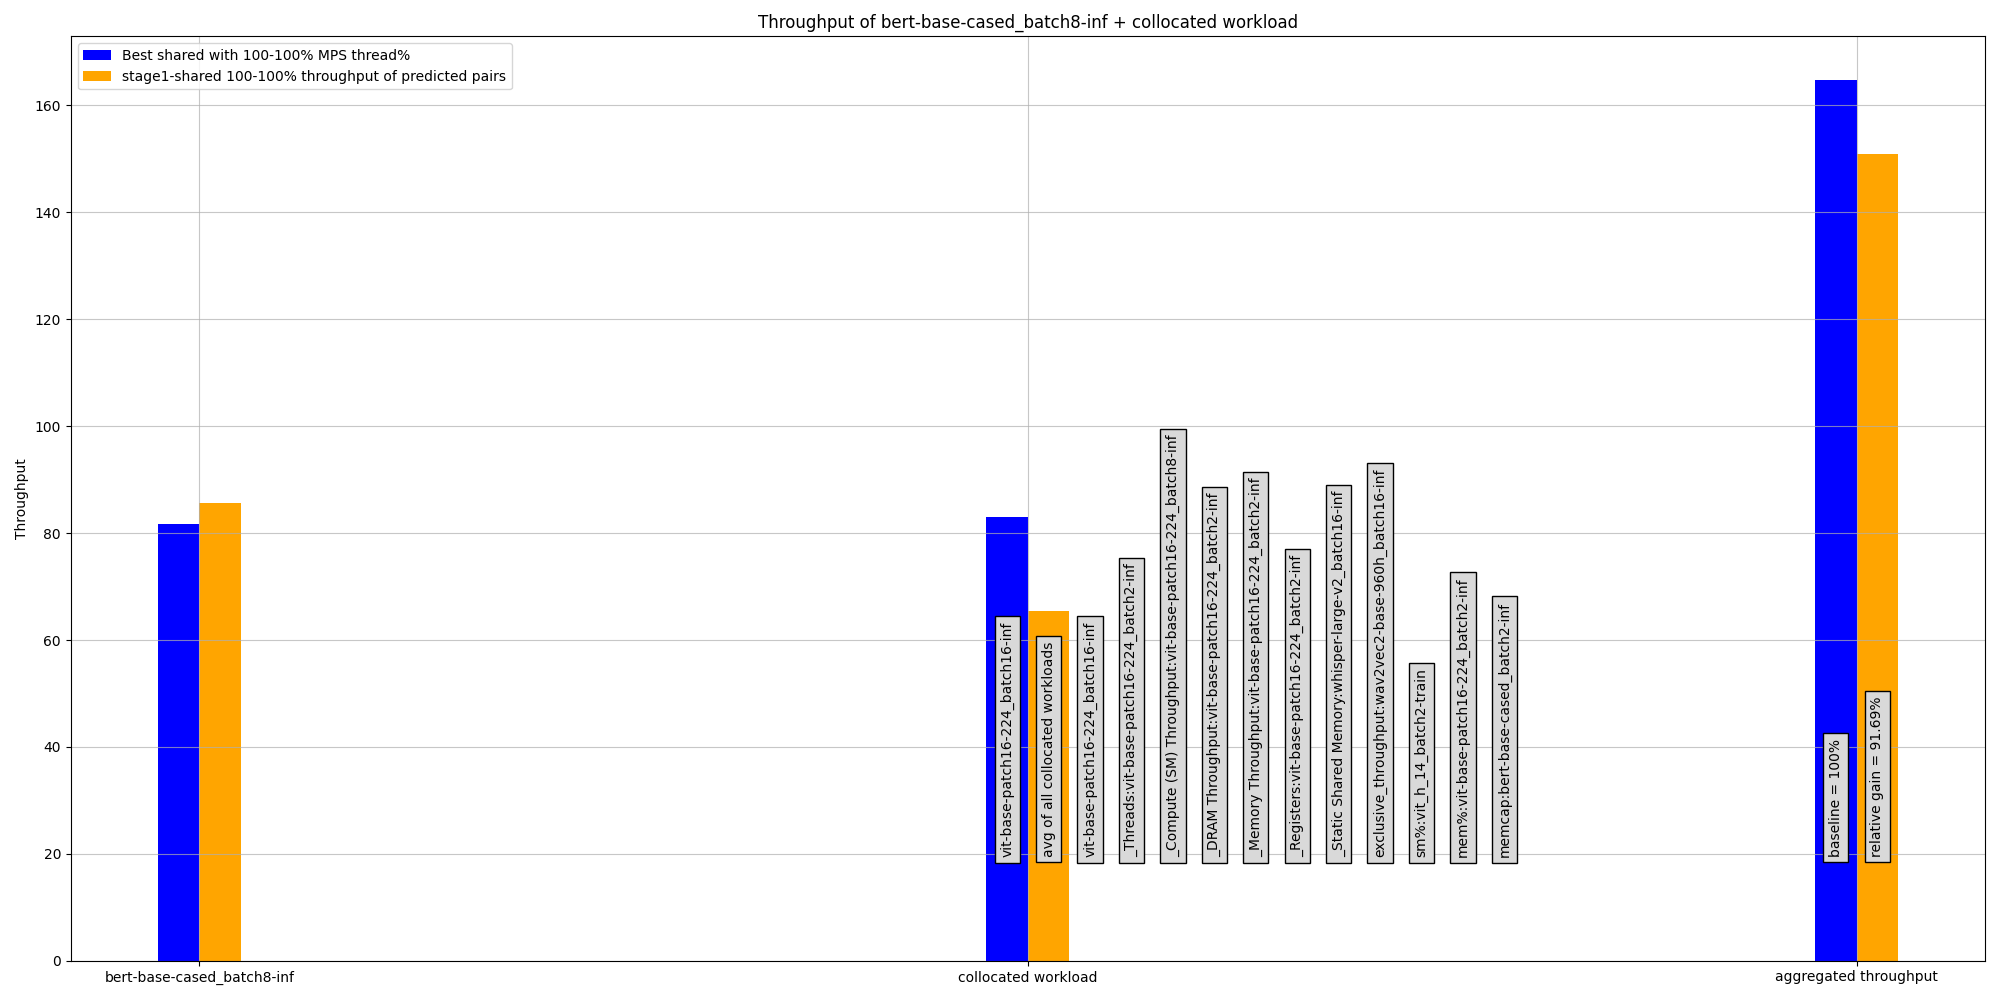 Throughput of bert-base-cased_batch8-inf + collocated workload
Best shared with 100-100% MPS thread%
stage1-shared 100-100% throughput of predicted pairs
Throughput
160
140
120
100
80
60
40
20
0
vit-base-patch16-224_batch16-inf
avg of all collocated workloads
vit-base-patch16-224_batch16-inf
_Threads:vit-base-patch16-224_batch2-inf
_Compute (SM) Throughput:vit-base-patch16-224_batch8-inf
_DRAM Throughput:vit-base-patch16-224_batch2-inf
_Memory Throughput:vit-base-patch16-224_batch2-inf
_Registers:vit-base-patch16-224_batch2-inf
_Static Shared Memory:whisper-large-v2_batch16-inf
exclusive_throughput:wav2vec2-base-960h_batch16-inf
sm%:vit_h_14_batch2-train
mem%:vit-base-patch16-224_batch2-inf
memcap:bert-base-cased_batch2-inf
baseline = 100%
relative gain = 91.69%
bert-base-cased_batch8-inf
collocated workload
aggregated throughput